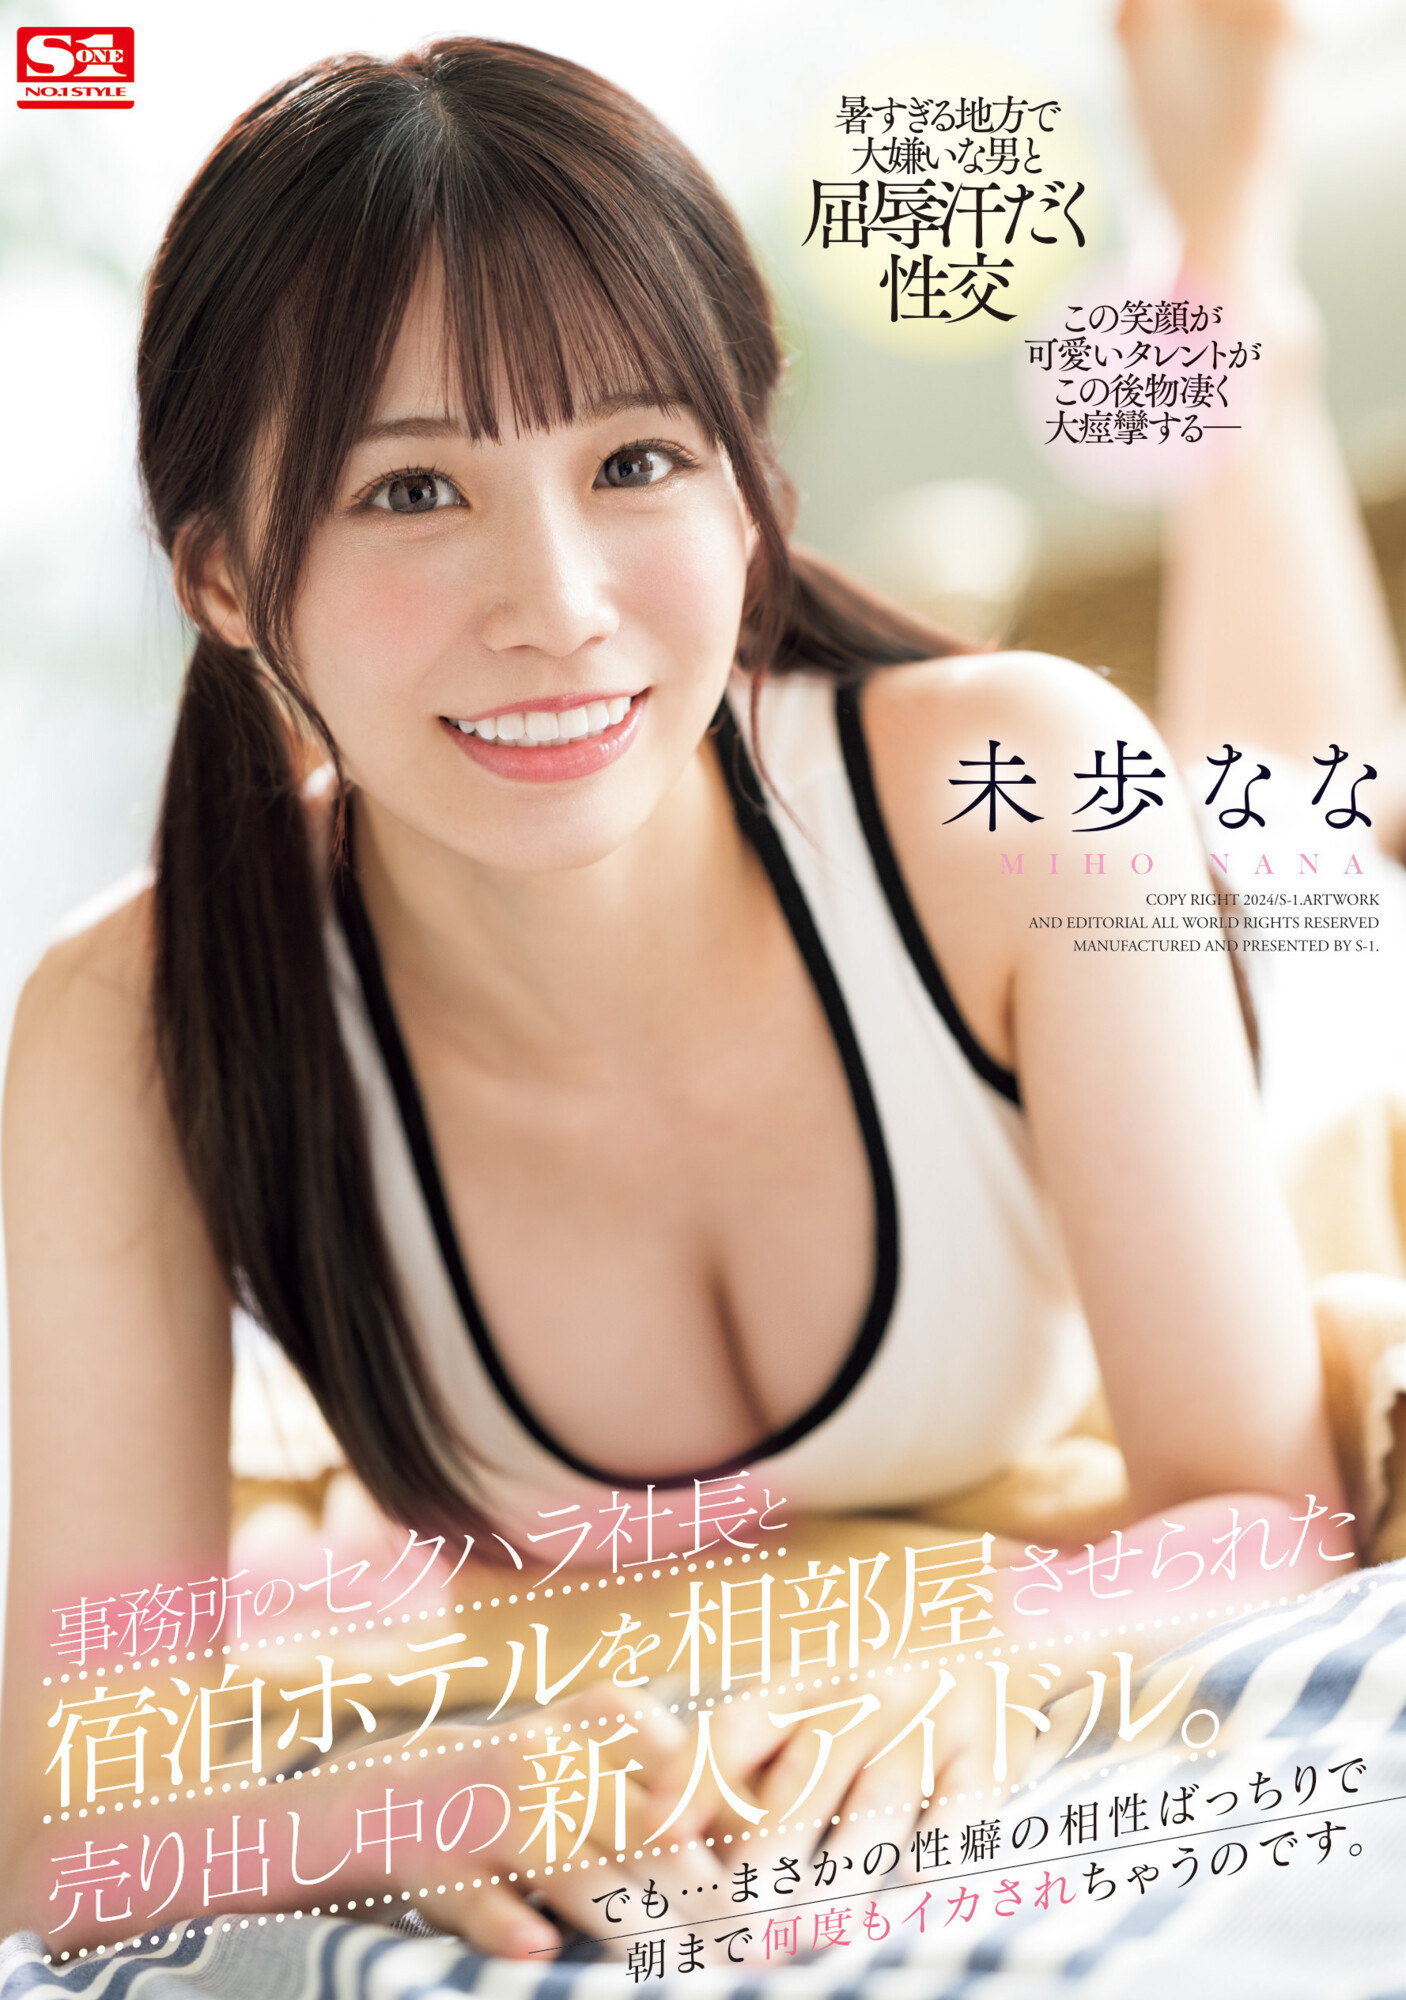 S1
ONE
NO.1 STYLE
暑すぎる地方で
大嫌いな男と
屈辱汗だく
性交
この笑顔が
可愛いタレントが
この後物凄く
大痙攣する―
未歩なな
MIHO NANA
COPY RIGHT 2024/S-1.ARTWORK
AND EDITORIAL ALL WORLD RIGHTS RESERVED
MANUFACTURED AND PRESENTED BY S-1.
事務所のセクハラ社長と
宿泊ホテルを相部屋させられた
売り出し中の新人アイドル。
でも…まさかの性癖の相性ばっちりで
朝まで何度もイカされちゃうのです。